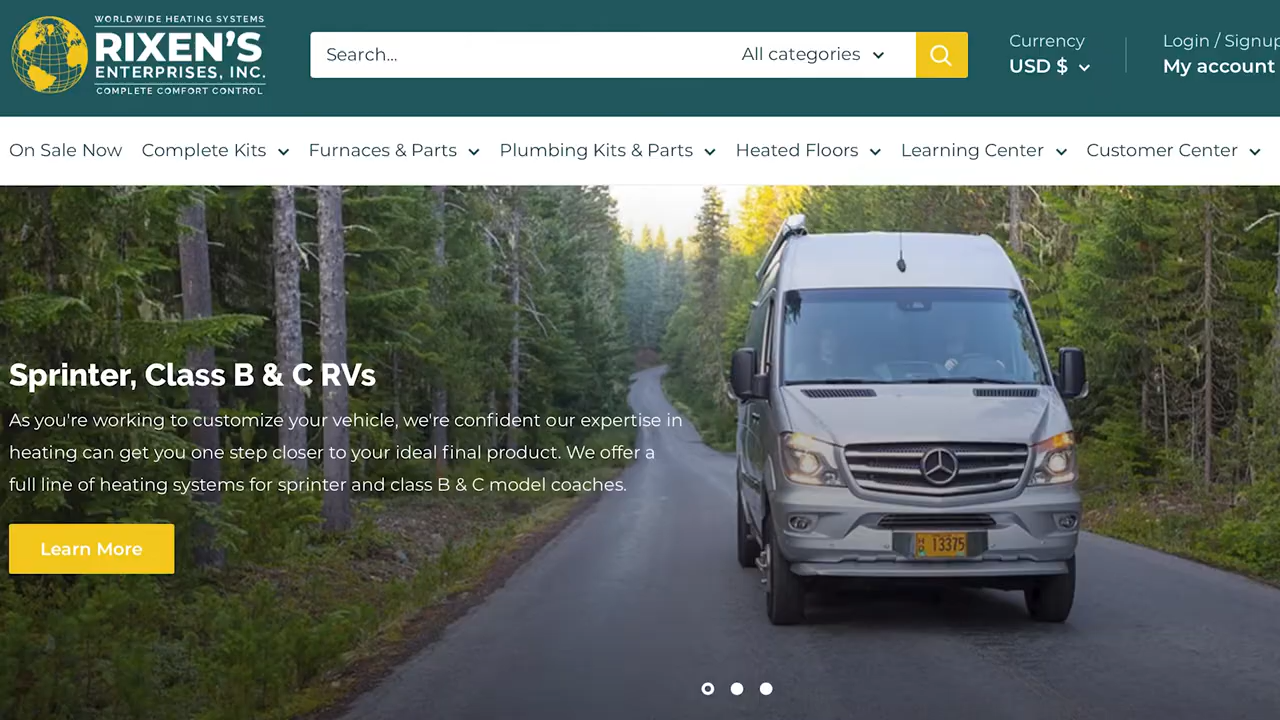 WORLDWIDE HEATING SYSTEMS
RIXEN'S
ENTERPRISES, INC.
COMPLETE COMFORT CONTROL
Search...
All categories
Currency
USD $
Login / Signup
My account
On Sale Now
Complete Kits
Furnaces & Parts
Plumbing Kits & Parts
Heated Floors
Learning Center
Customer Center
Sprinter, Class B & C RVs
As you're working to customize your vehicle, we're confident our expertise in
heating can get you one step closer to your ideal final product. We offer a
full line of heating systems for sprinter and class B & C model coaches.
Learn More
13375